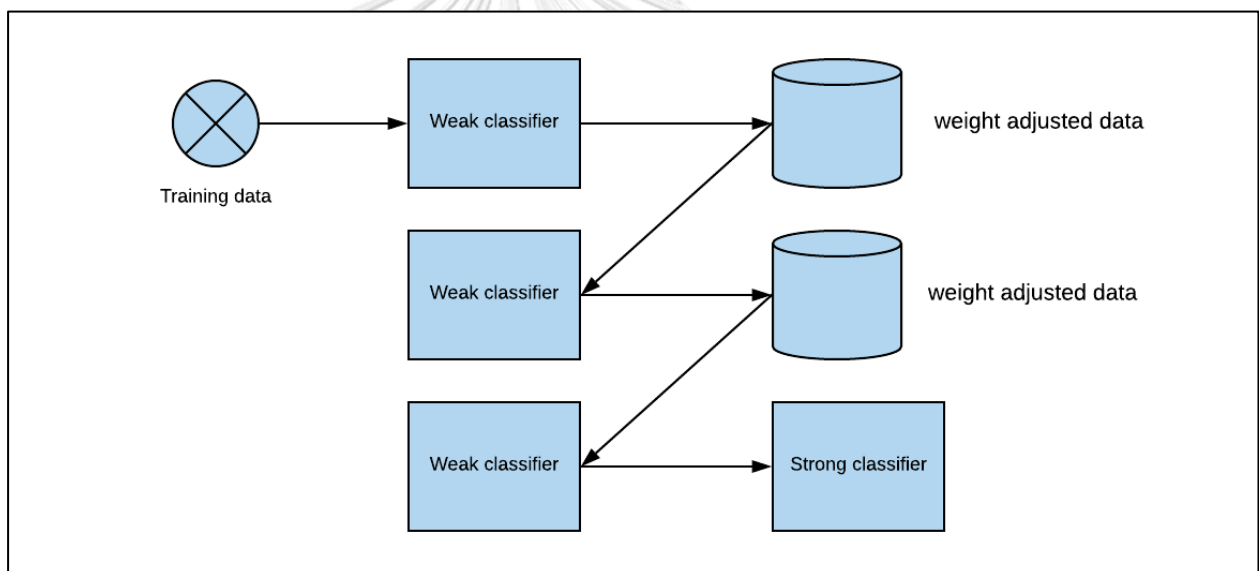 Weak classifier
weight adjusted data
Training data
Weak classifier
weight adjusted data
Weak classifier
Strong classifier